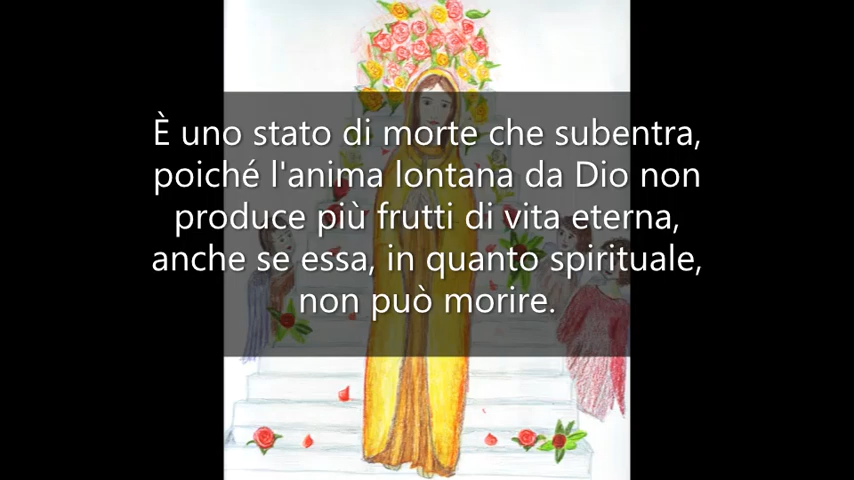 È uno stato di morte che subentra,
poiché l'anima lontana da Dio non
produce più frutti di vita eterna,
anche se essa, in quanto spirituale,
non può morire.